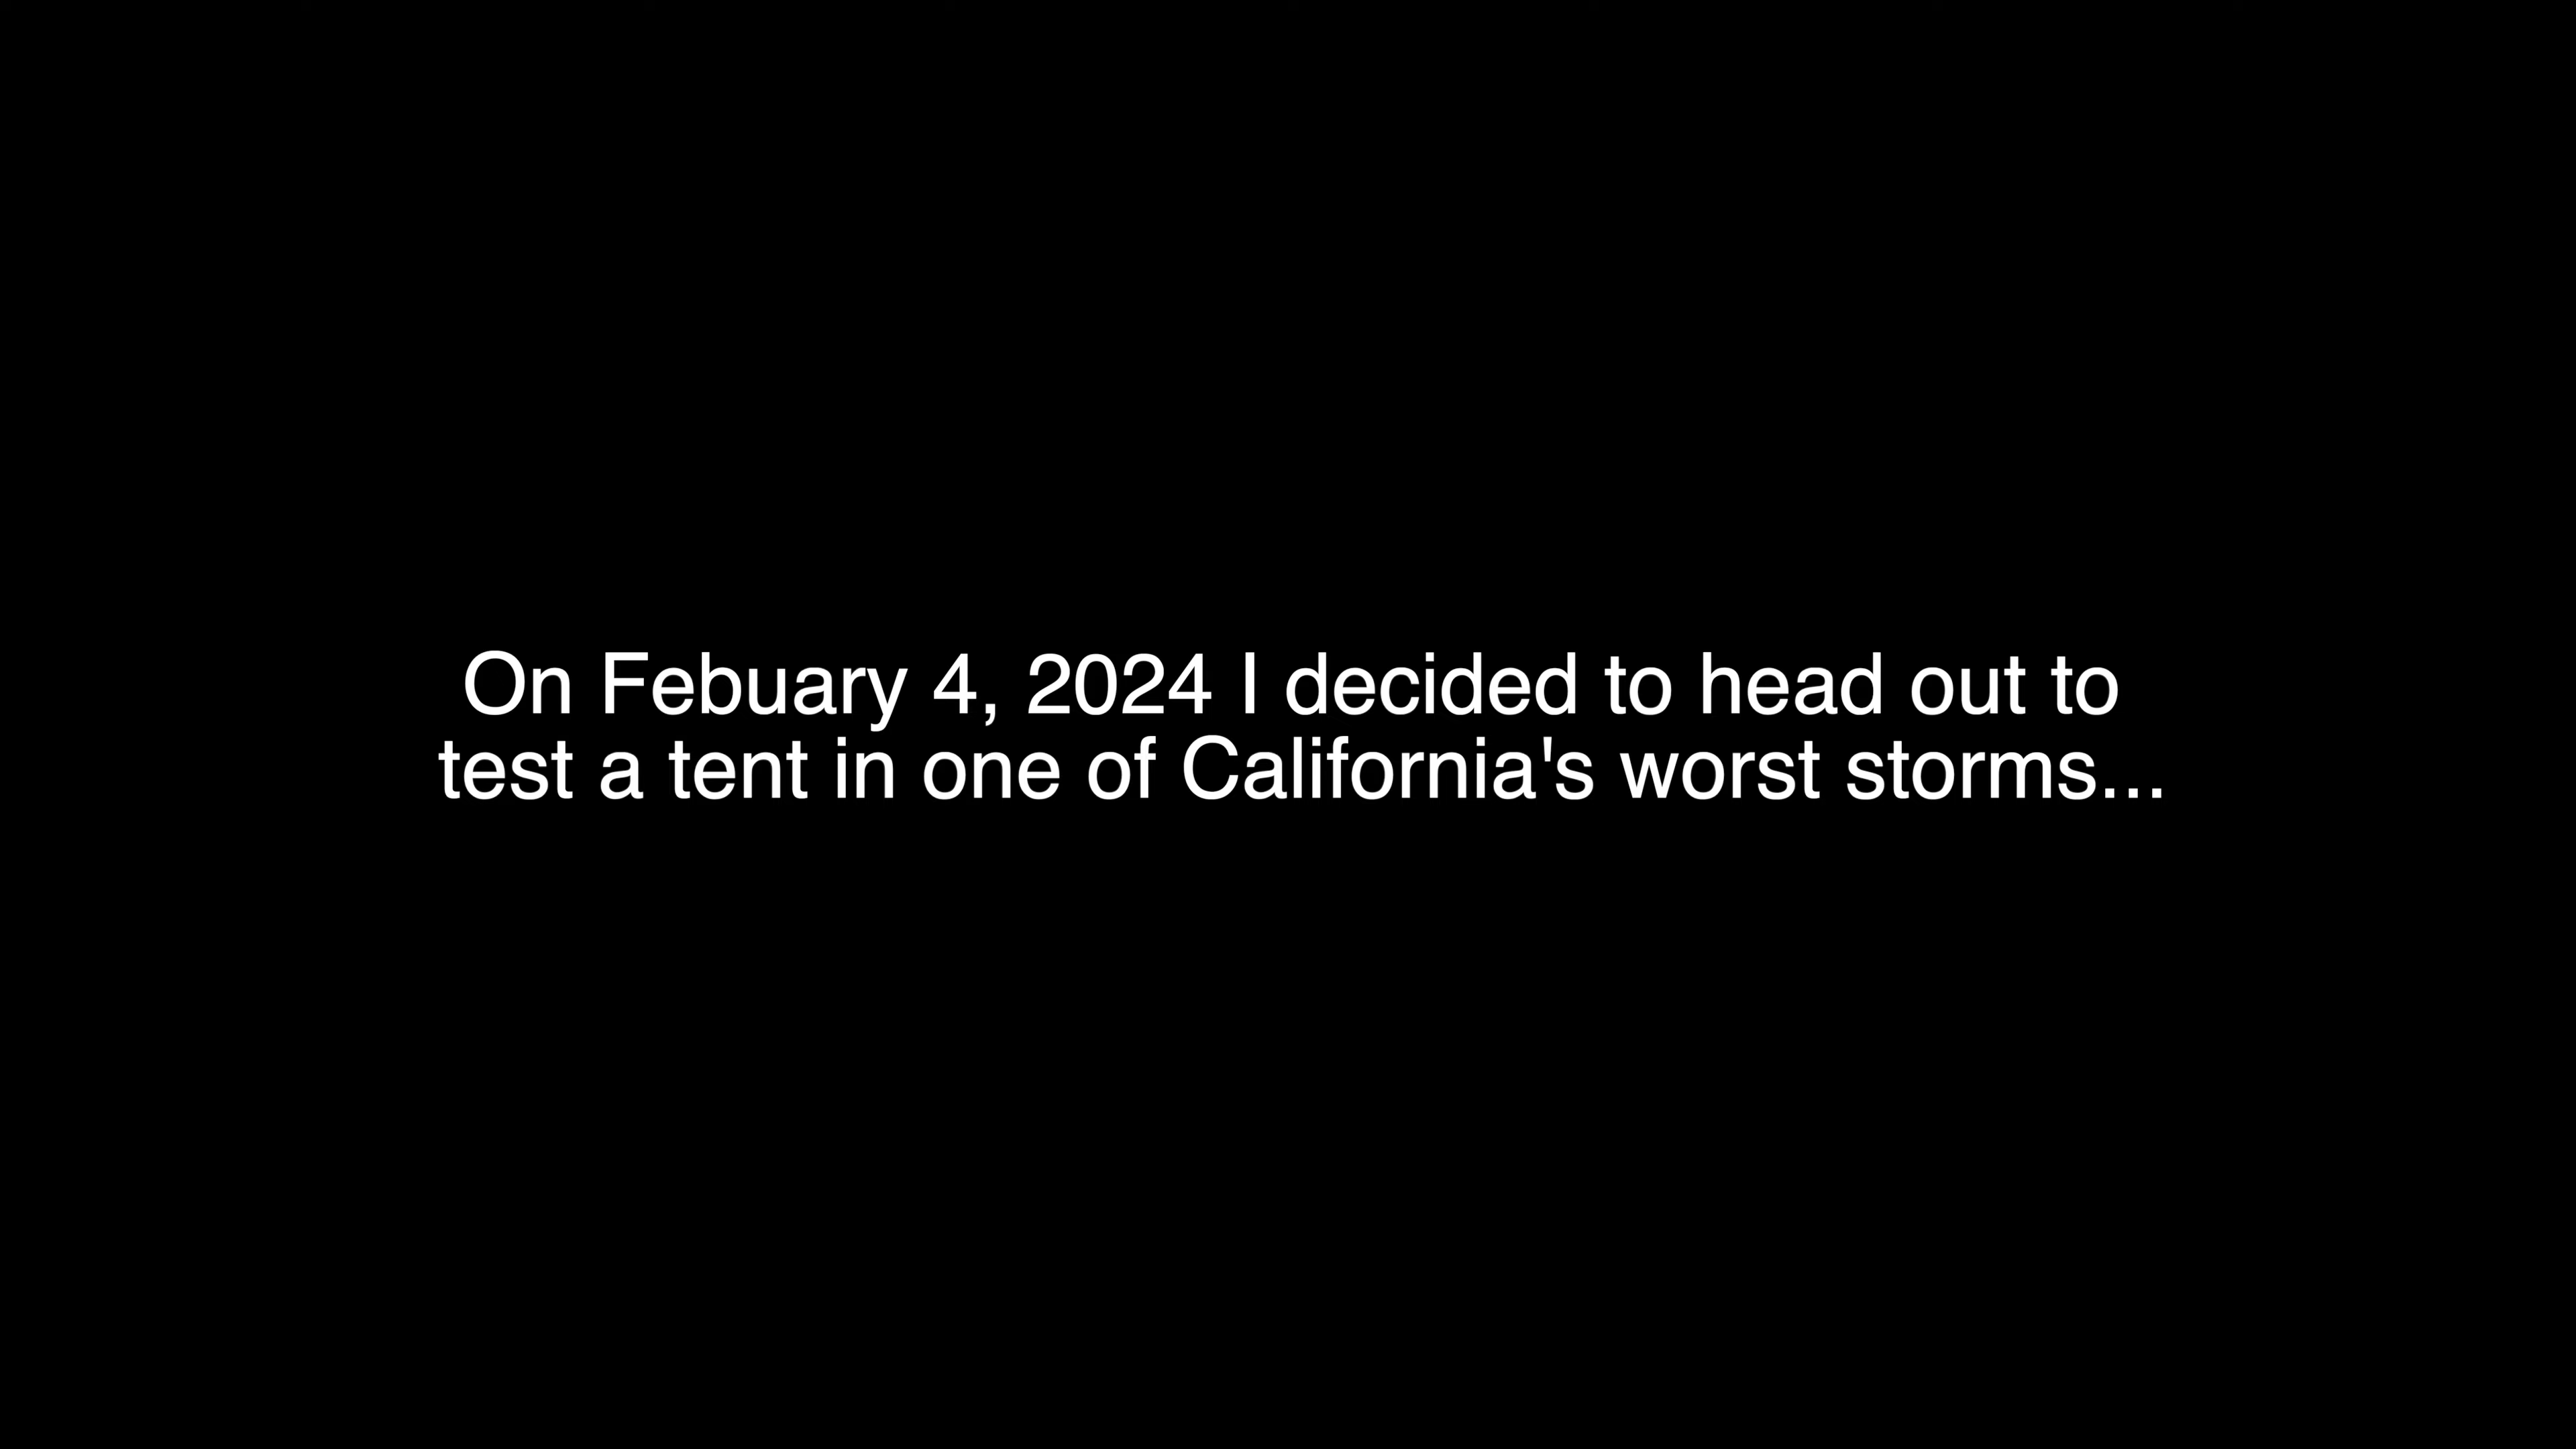 On Febuary 4, 2024 I decided to head out to
test a tent in one of California's worst storms...